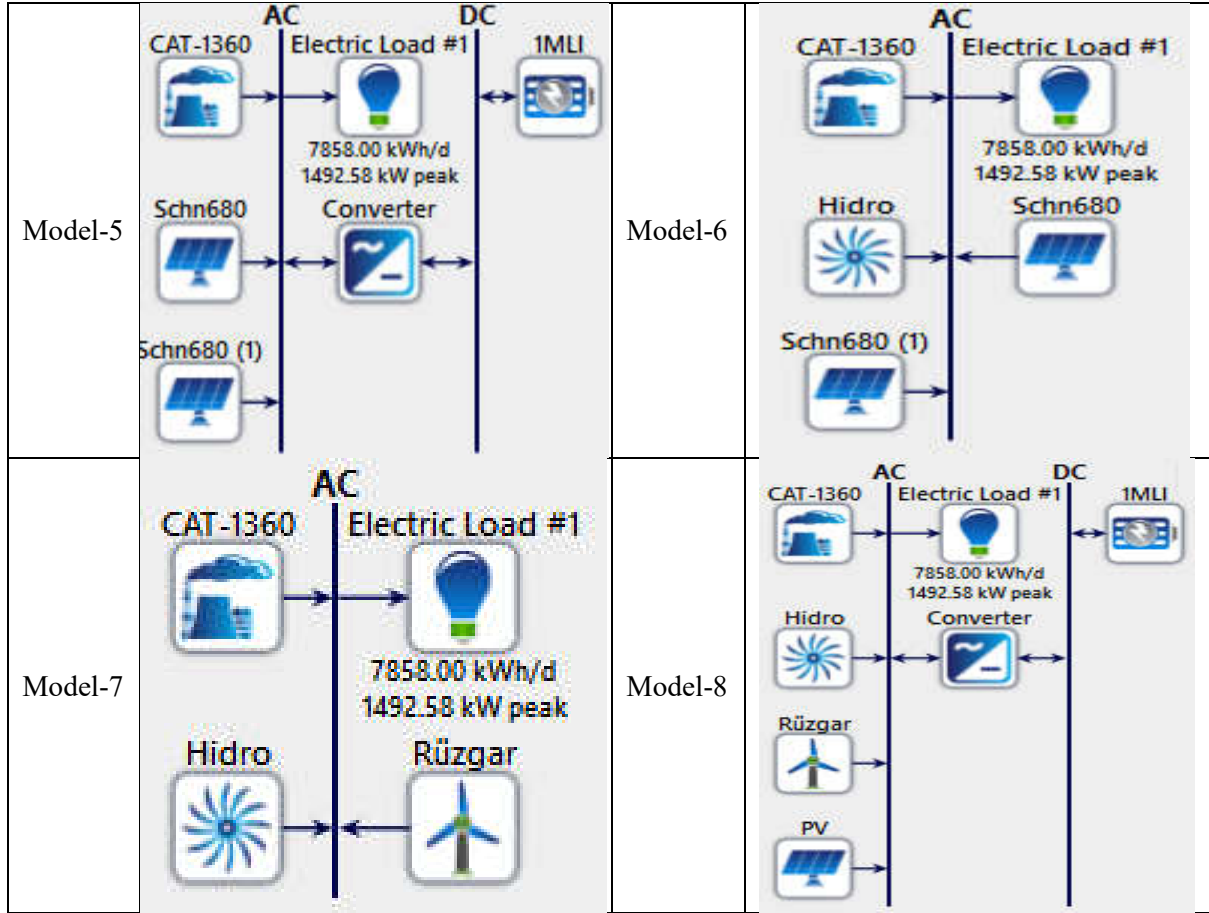 Model-5
AC DC
CAT-1360 Electric Load #1 1MLI
7858.00 kWh/d
1492.58 kW peak
Schn680 Converter
Schn680 (1)
Model-6
AC
CAT-1360 Electric Load #1
7858.00 kWh/d
1492.58 kW peak
Hidro Schn680
Schn680 (1)
Model-7
AC
CAT-1360 Electric Load #1
7858.00 kWh/d
1492.58 kW peak
Hidro Rüzgar
Model-8
AC DC
CAT-1360 Electric Load #1 1MLI
7858.00 kWh/d
1492.58 kW peak
Hidro Converter
Rüzgar
PV